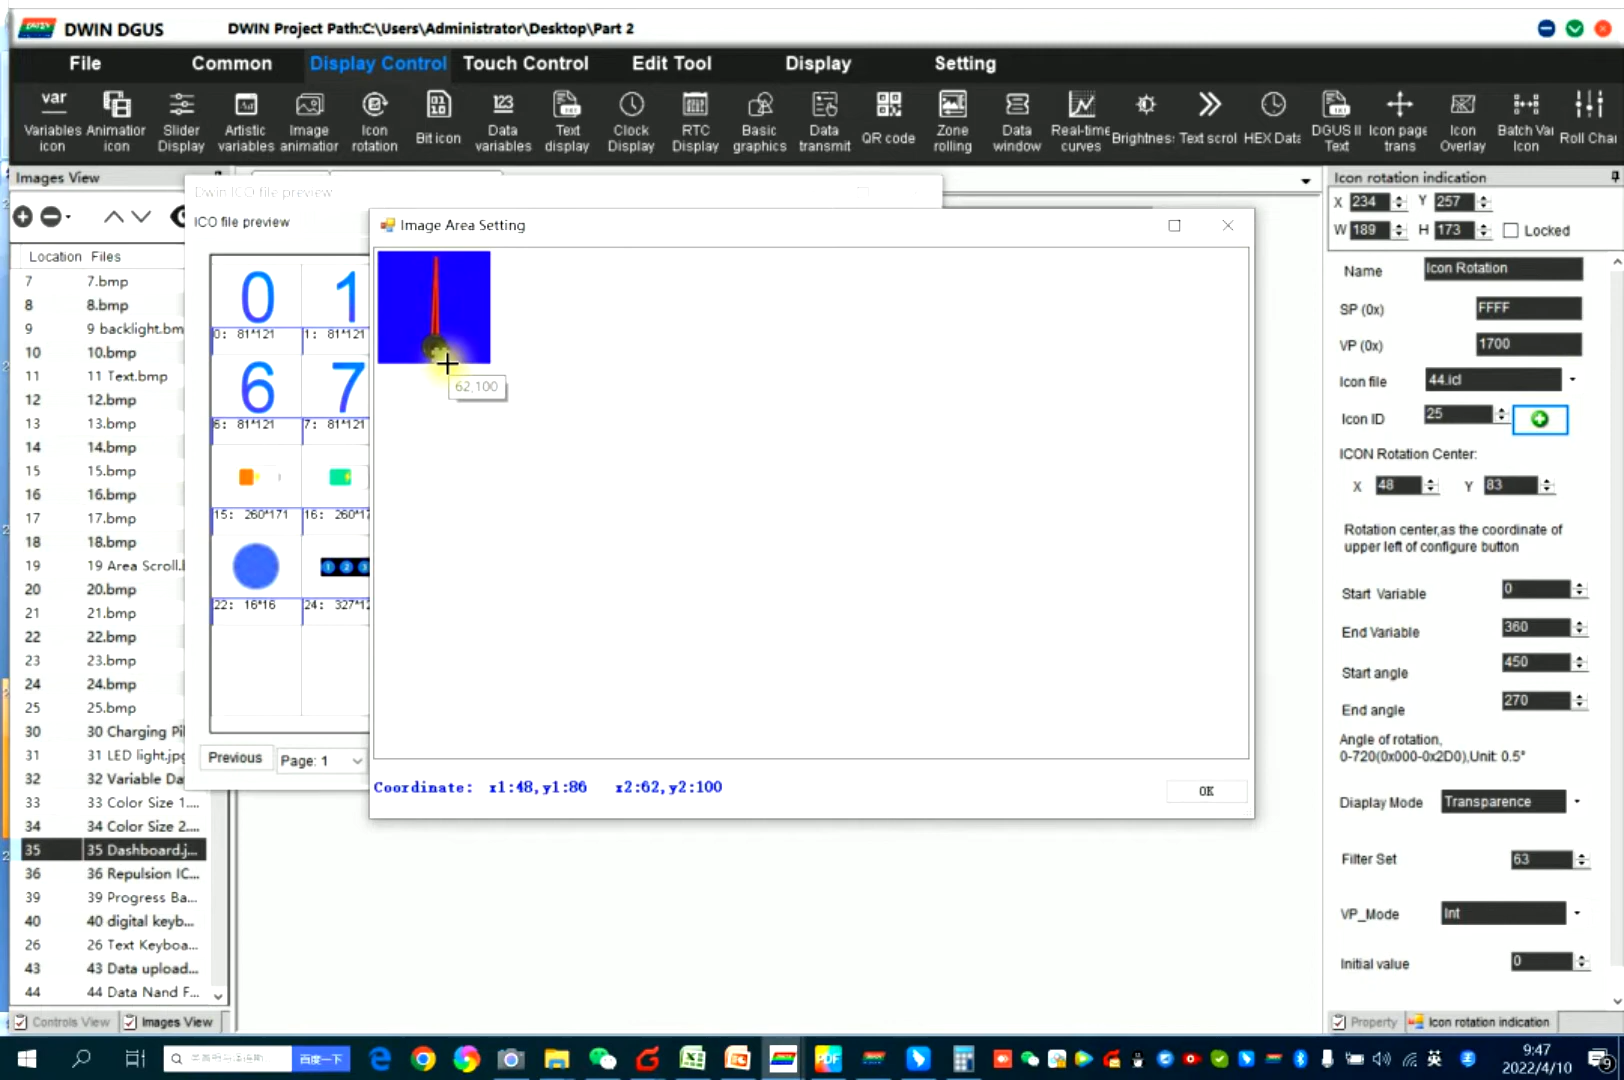 DWIN DGUS
DWIN Project Path:C:\Users\Administrator\Desktop\Part 2
File Common Display Control Touch Control Edit Tool Display Setting
var
Variables icon
Animatior icon
Slider Display
Artistic variables
Image animatior
Icon rotation
Bit icon
Data variables
Text display
Clock Display
RTC Display
Basic graphics
Data transmit
QR code
Zone rolling
Data window
Real-time curves
Brightness
Text scrol
HEX Data
DGUS II Text
Icon page trans
Icon Overlay
Batch Var Icon
Roll Char
Images View
Location Files
7 7.bmp
8 8.bmp
9 9 backlight.bm
10 10.bmp
11 11 Text.bmp
12 12.bmp
13 13.bmp
14 14.bmp
15 15.bmp
16 16.bmp
17 17.bmp
18 18.bmp
19 19 Area Scroll.
20 20.bmp
21 21.bmp
22 22.bmp
23 23.bmp
24 24.bmp
25 25.bmp
30 30 Charging Pi
31 31 LED light.jp
32 32 Variable Da
33 33 Color Size 1....
34 34 Color Size 2....
35 35 Dashboard.j...
36 36 Repulsion IC...
39 39 Progress Ba...
40 40 digital keyb...
26 26 Text Keyboa...
43 43 Data upload...
44 44 Data Nand F...
Controls View Images View
Dwin ICO file preview
ICO file preview
0 1
0: 81*121 1: 81*121
6 7
6: 81*121 7: 81*121
15: 260*171 16: 260*17
1 2 3
22: 16*16 24: 327*12
Previous Page: 1
Image Area Setting
62,100
Coordinate: x1:48,y1:86 x2:62,y2:100
OK
Icon rotation indication
X 234 Y 257
W 189 H 173 Locked
Name Icon Rotation
SP (0x) FFFF
VP (0x) 1700
Icon file 44.icl
Icon ID 25
ICON Rotation Center:
X 48 Y 83
Rotation center,as the coordinate of
upper left of configure button
Start Variable 0
End Variable 360
Start angle 450
End angle 270
Angle of rotation,
0-720(0x000-0x2D0),Unit: 0.5°
Diaplay Mode Transparence
Filter Set 63
VP_Mode Int
Initial value 0
Property Icon rotation indication
百度一下
PDF
英
9:47
2022/4/10
9